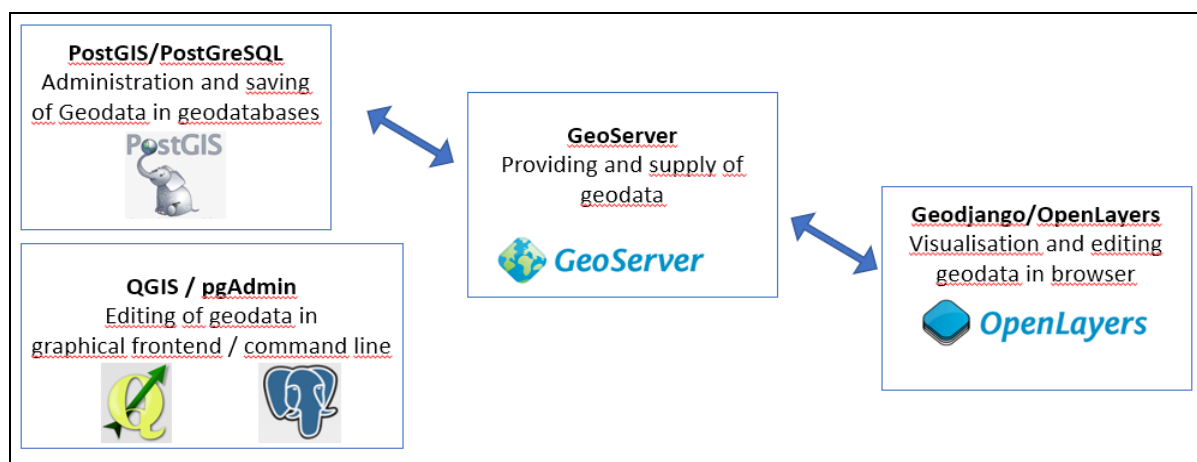 PostGIS/PostGreSQL
Administration and saving
of Geodata in geodatabases
PostGIS
QGIS / pgAdmin
Editing of geodata in
graphical frontend / command line
Q
GeoServer
Providing and supply of
geodata
GeoServer
Geodjango/OpenLayers
Visualisation and editing
geodata in browser
OpenLayers